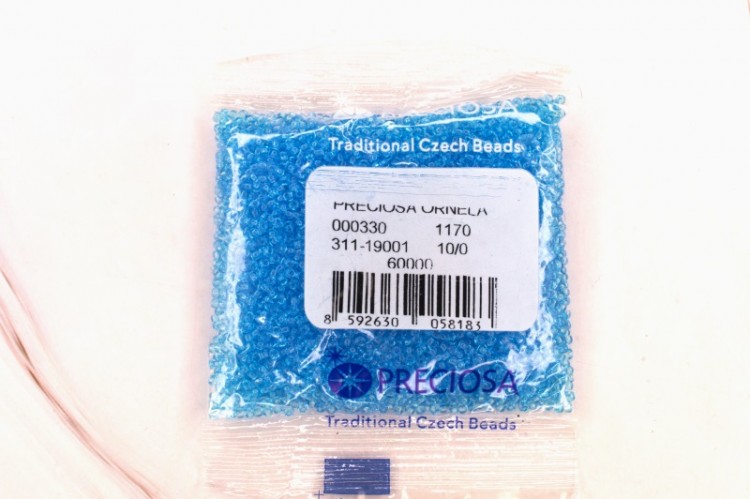 PRECIOSA
Traditional Czech Beads
PRECIOSA ORNELA
000330 1170
311-19001 10/0
60000
8 592630 058183
PRECIOSA
Traditional Czech Beads